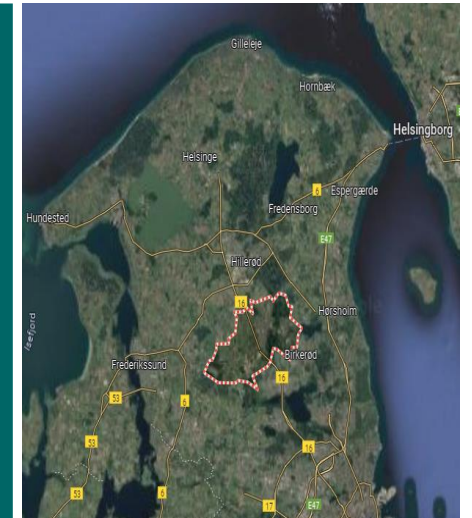 Gilleleje
Hornbæk
Helsingborg
Helsinge
6
Espergærde
Fredensborg
Hundested
E47
Hillerød
16
Hørsholm
Isefjord
Birkerød
Frederikssund
16
53
6
53
16
53
6
17
E47